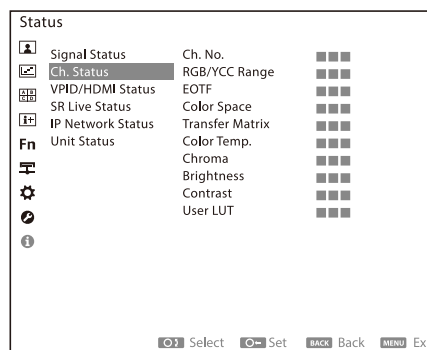 Status
Signal Status Ch. No.
Ch. Status RGB/YCC Range
VPID/HDMI Status EOTF
SR Live Status Color Space
IP Network Status Transfer Matrix
Unit Status Color Temp.
Chroma
Brightness
Contrast
User LUT
Fn
Select Set BACK Back MENU Ex